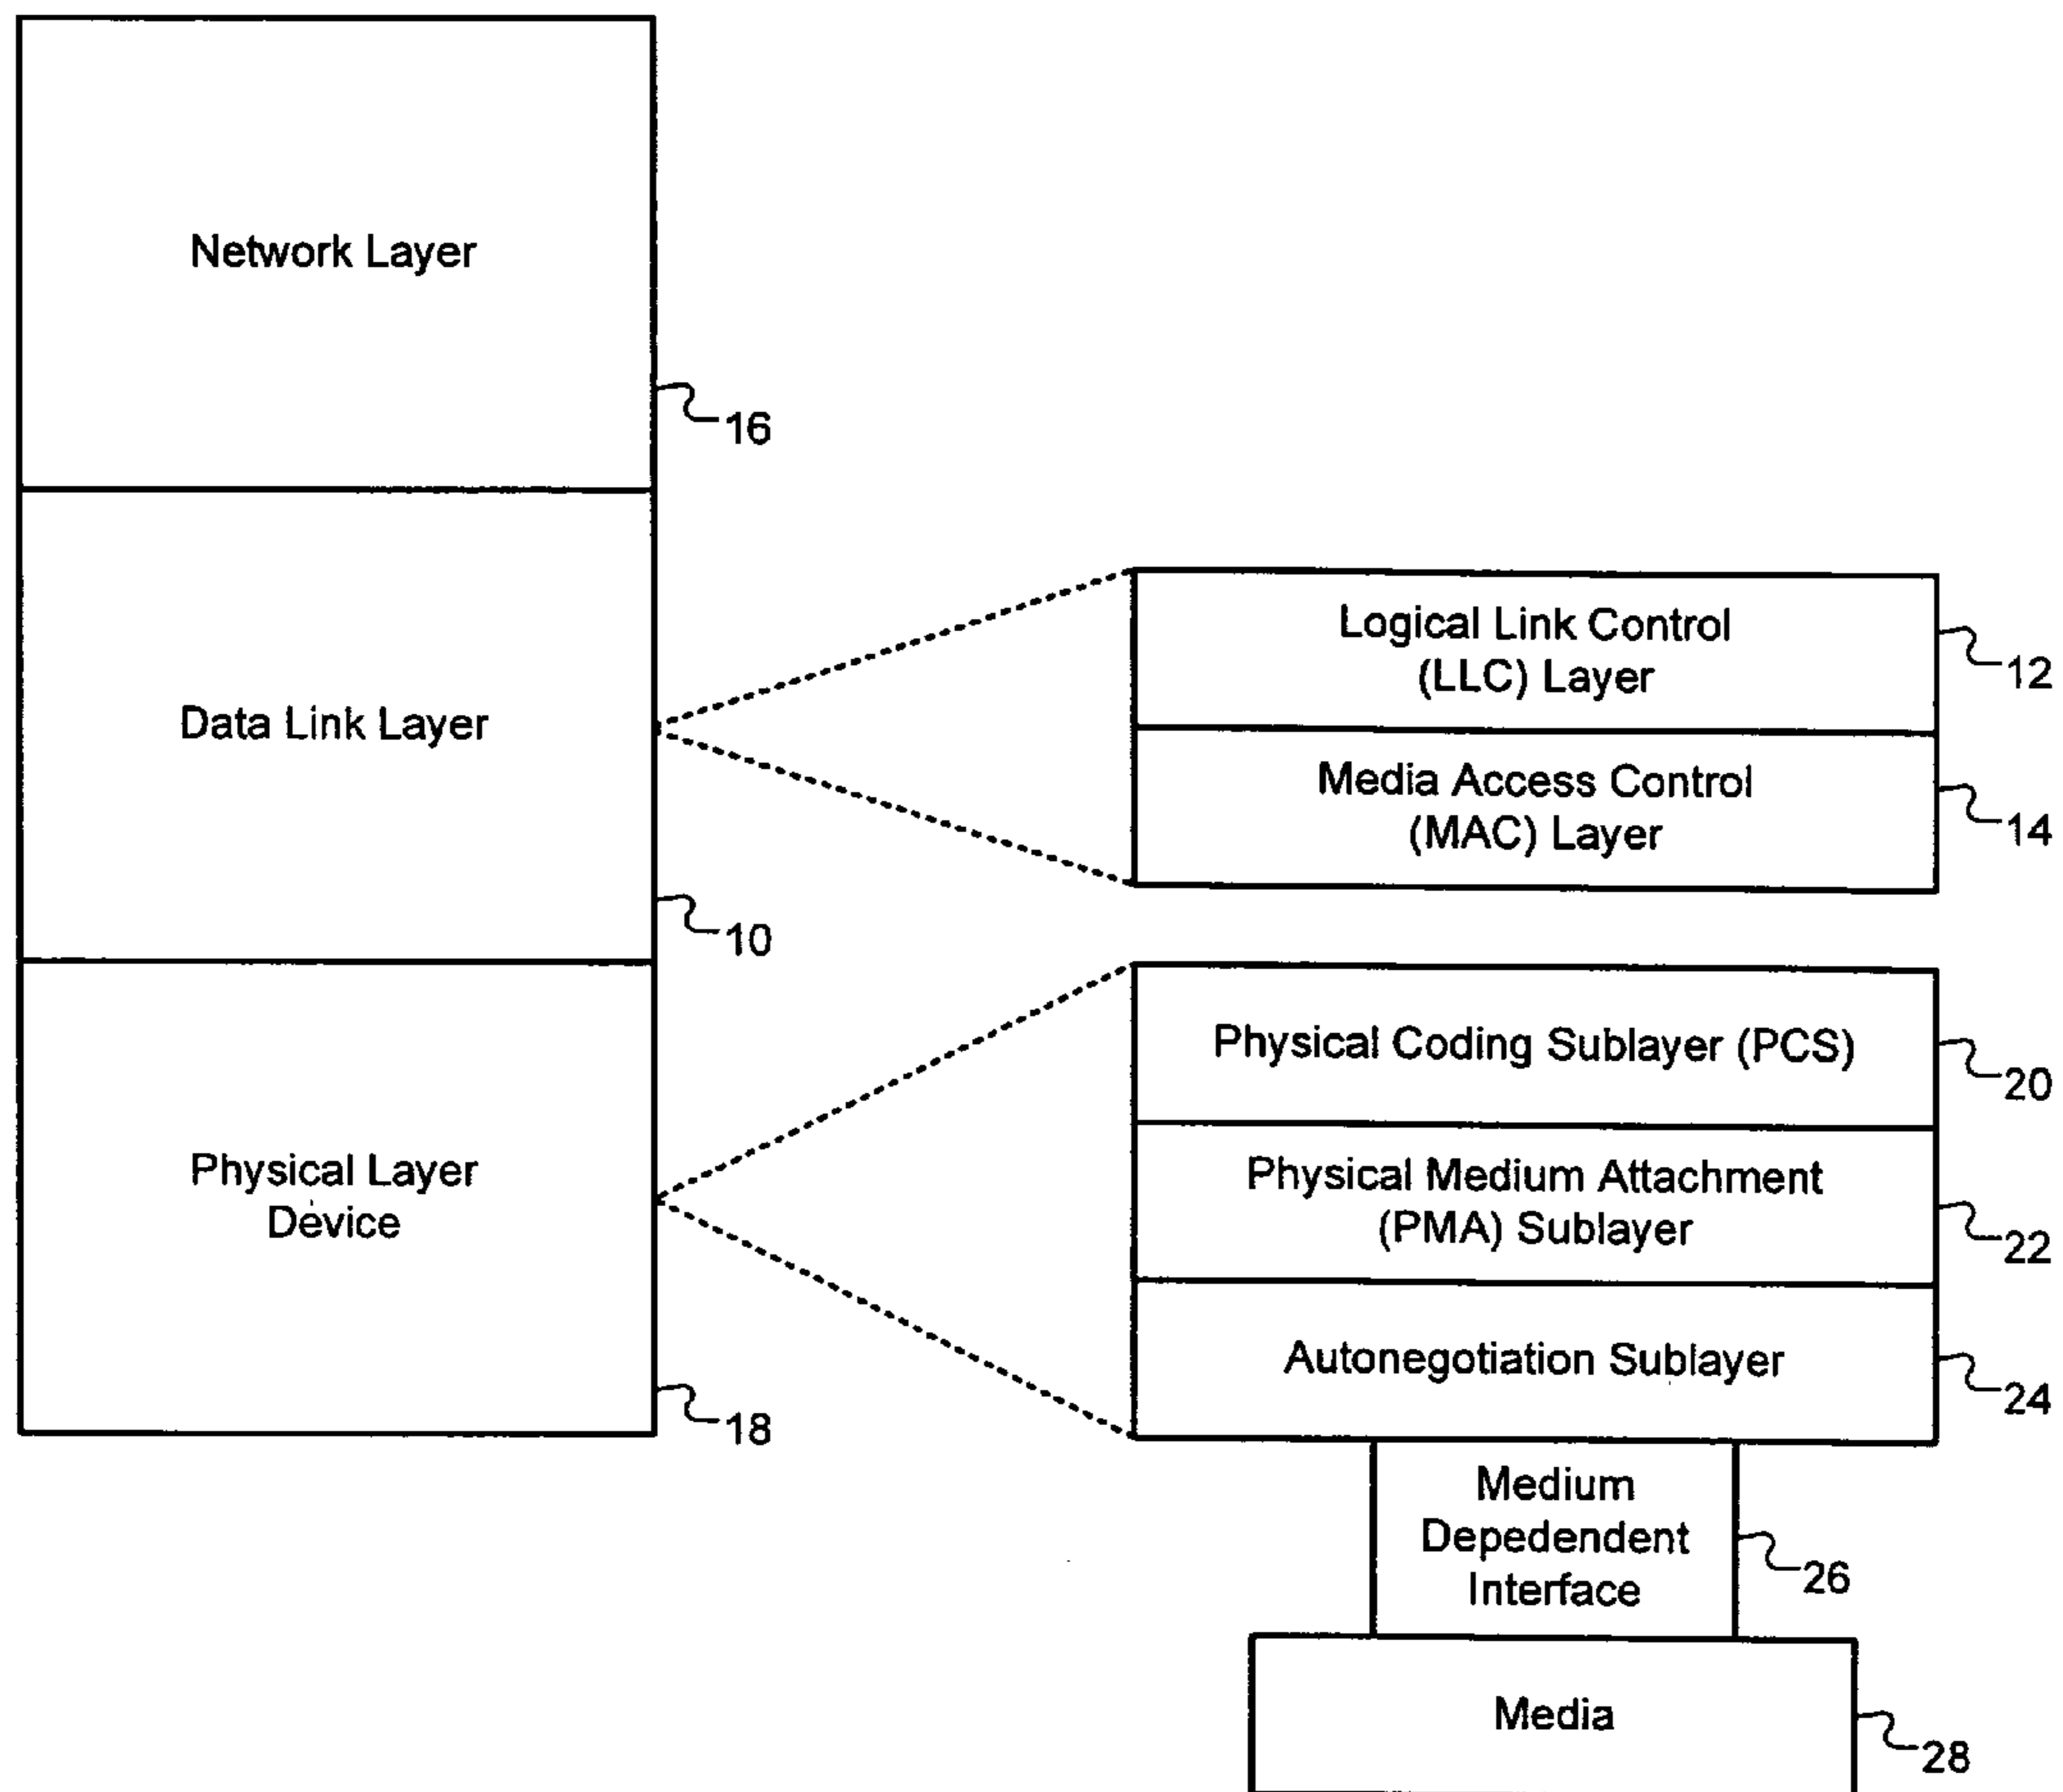 Network Layer
16
Data Link Layer
10
Physical Layer
Device
18
Logical Link Control
(LLC) Layer
12
Media Access Control
(MAC) Layer
14
Physical Coding Sublayer (PCS)
20
Physical Medium Attachment
(PMA) Sublayer
22
Autonegotiation Sublayer
24
Medium
Depedendent
Interface
26
Media
28